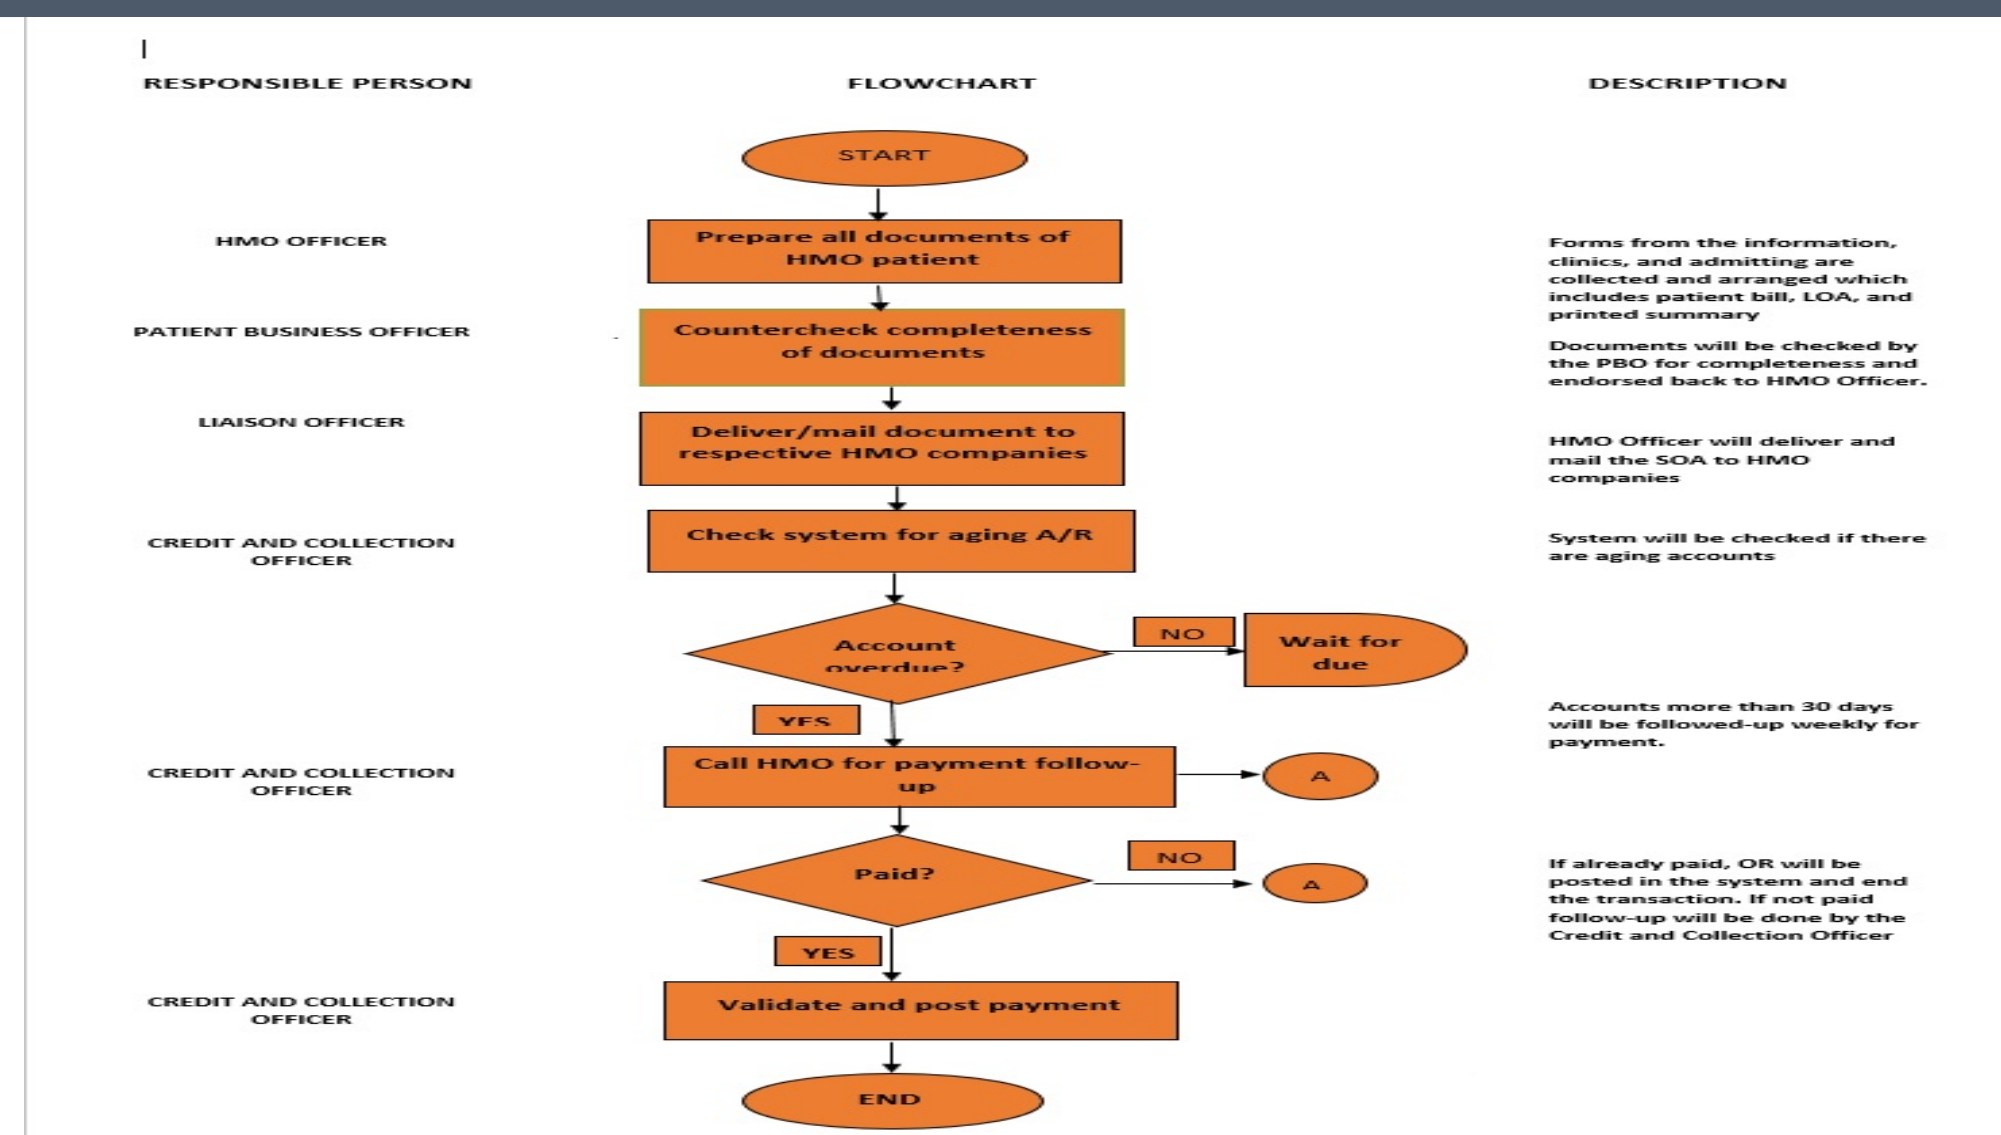 RESPONSIBLE PERSON
FLOWCHART
DESCRIPTION
START
HMO OFFICER
Prepare all documents of
HMO patient
Forms from the information,
clinics, and admitting are
collected and arranged which
includes patient bill, LOA, and
printed summary
PATIENT BUSINESS OFFICER
Countercheck completeness
of documents
Documents will be checked by
the PBO for completeness and
endorsed back to HMO Officer.
LIAISON OFFICER
Deliver/mail document to
respective HMO companies
HMO Officer will deliver and
mail the SOA to HMO
companies
CREDIT AND COLLECTION
OFFICER
Check system for aging A/R
System will be checked if there
are aging accounts
Account
overdue?
NO
Wait for
due
YES
Accounts more than 30 days
will be followed-up weekly for
payment.
CREDIT AND COLLECTION
OFFICER
Call HMO for payment follow-
up
A
Paid?
NO
A
If already paid, OR will be
posted in the system and end
the transaction. If not paid
follow-up will be done by the
Credit and Collection Officer
YES
CREDIT AND COLLECTION
OFFICER
Validate and post payment
END